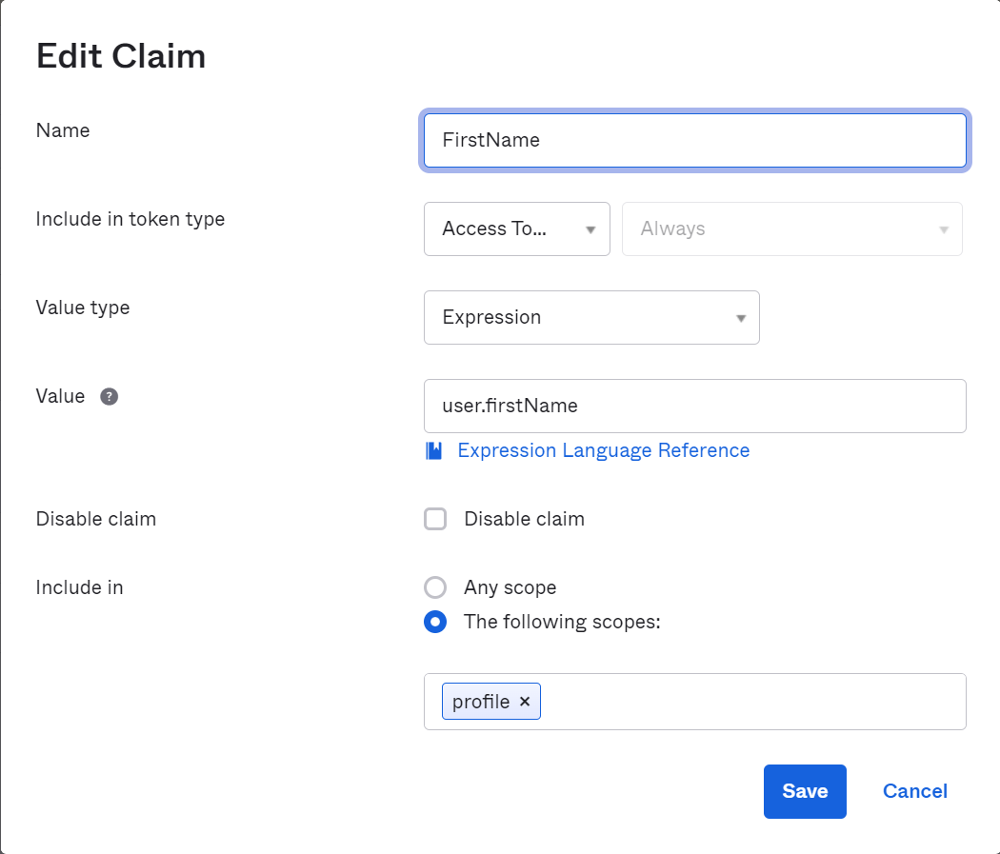 Edit Claim
Name
FirstName
Include in token type
Access To...
Always
Value type
Expression
Value ?
user.firstName
Expression Language Reference
Disable claim
Disable claim
Include in
Any scope
The following scopes:
profile ×
Save
Cancel